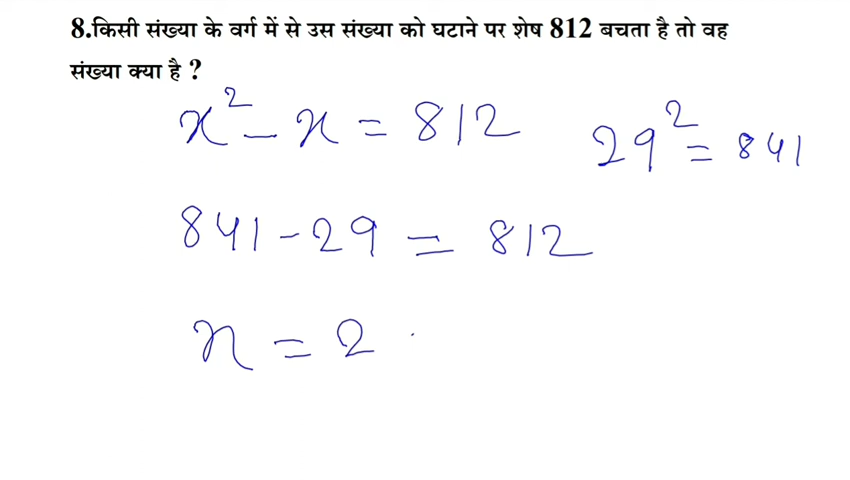 8.किसी संख्या के वर्ग में से उस संख्या को घटाने पर शेष 812 बचता है तो वह
संख्या क्या है ?
x² - x = 812
29² = 841
841 - 29 = 812
x = 2